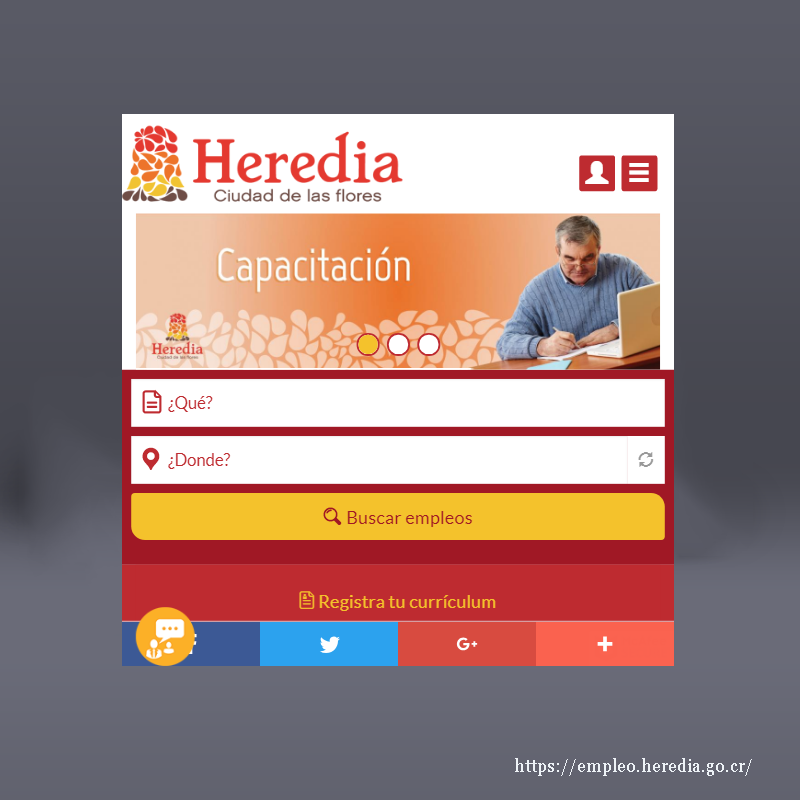 Heredia
Ciudad de las flores
Capacitación
Heredia
Ciudad de las flores
¿Qué?
¿Donde?
Buscar empleos
Registra tu currículum
f
G+
+
https://empleo.heredia.go.cr/